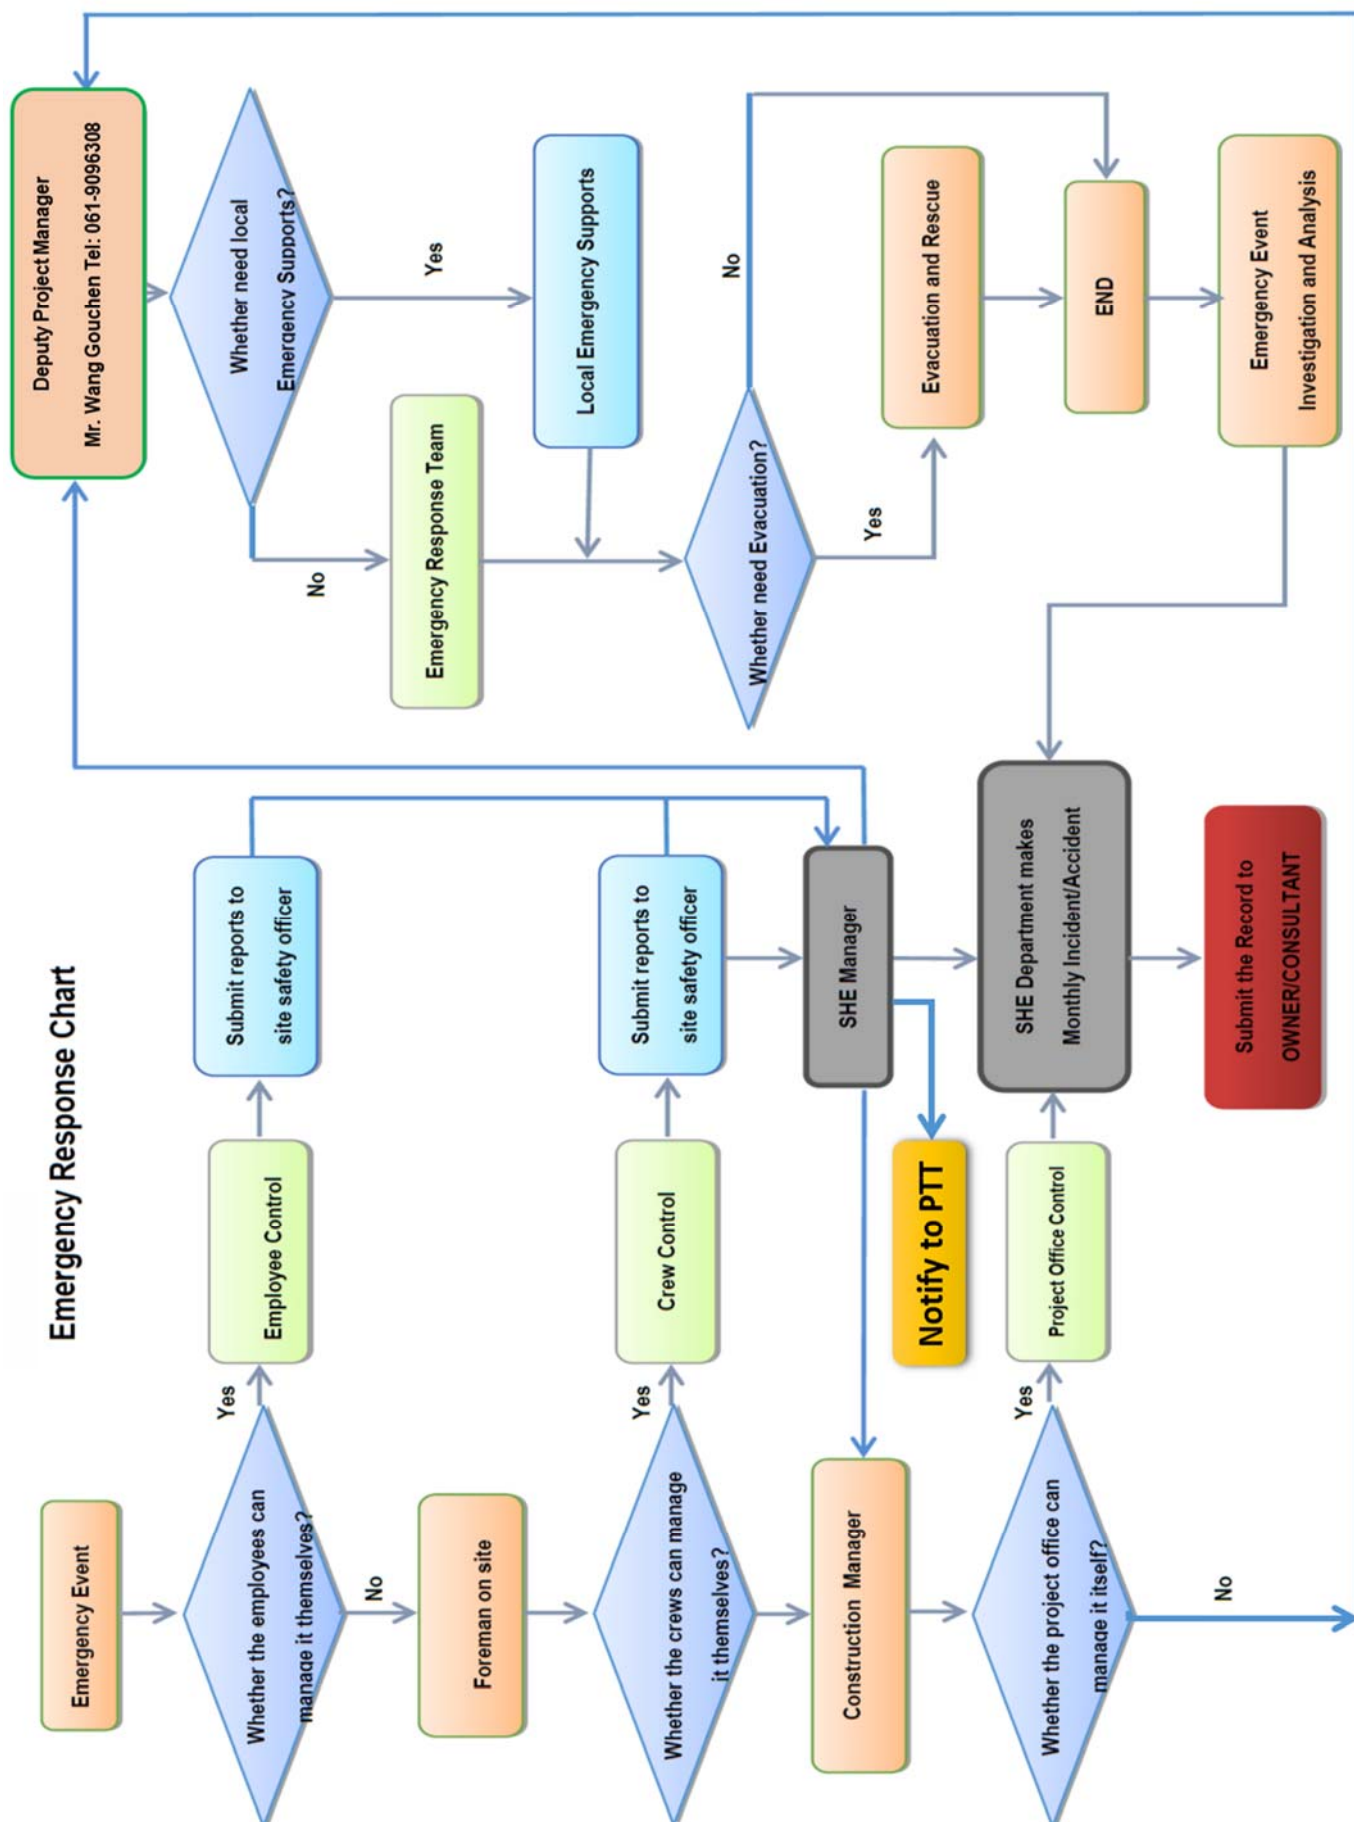 Emergency Response Chart
Emergency Event
Whether the employees can
manage it themselves?
Yes
Employee Control
Submit reports to
site safety officer
No
Foreman on site
Whether the crews can manage
it themselves?
Yes
Crew Control
Submit reports to
site safety officer
Construction Manager
SHE Manager
Notify to PTT
Whether the project office can
manage it itself?
Yes
Project Office Control
SHE Department makes
Monthly Incident/Accident
No
Submit the Record to
OWNER/CONSULTANT
Deputy Project Manager
Mr. Wang Gouchen Tel: 061-9096308
Whether need local
Emergency Supports?
No
Yes
Emergency Response Team
Local Emergency Supports
Whether need Evacuation?
No
Yes
Evacuation and Rescue
END
Emergency Event
Investigation and Analysis